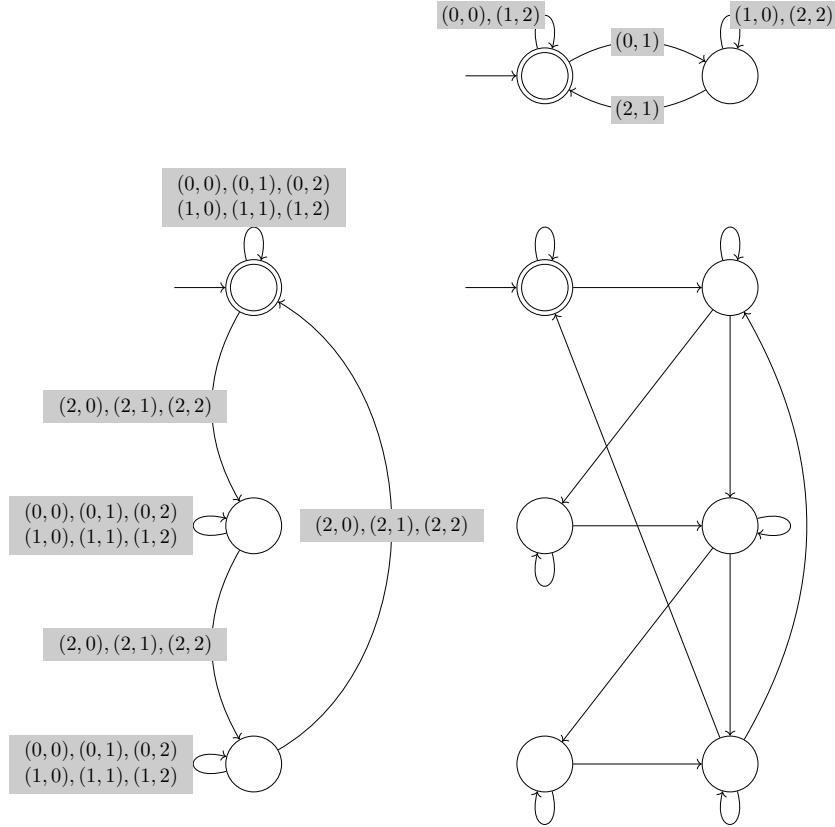 (0, 0), (1, 2)
(1, 0), (2, 2)
(0, 1)
(2, 1)
(0, 0), (0, 1), (0, 2)
(1, 0), (1, 1), (1, 2)
(2, 0), (2, 1), (2, 2)
(0, 0), (0, 1), (0, 2)
(1, 0), (1, 1), (1, 2)
(2, 0), (2, 1), (2, 2)
(2, 0), (2, 1), (2, 2)
(0, 0), (0, 1), (0, 2)
(1, 0), (1, 1), (1, 2)